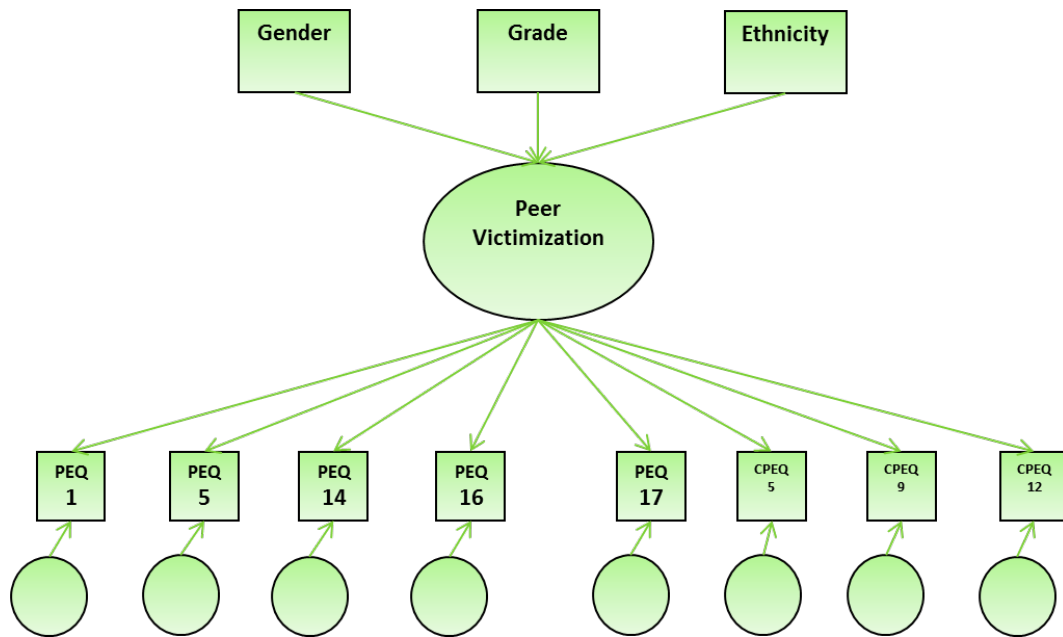 Gender
Grade
Ethnicity
Peer
Victimization
PEQ
1
PEQ
5
PEQ
14
PEQ
16
PEQ
17
CPEQ
5
CPEQ
9
CPEQ
12